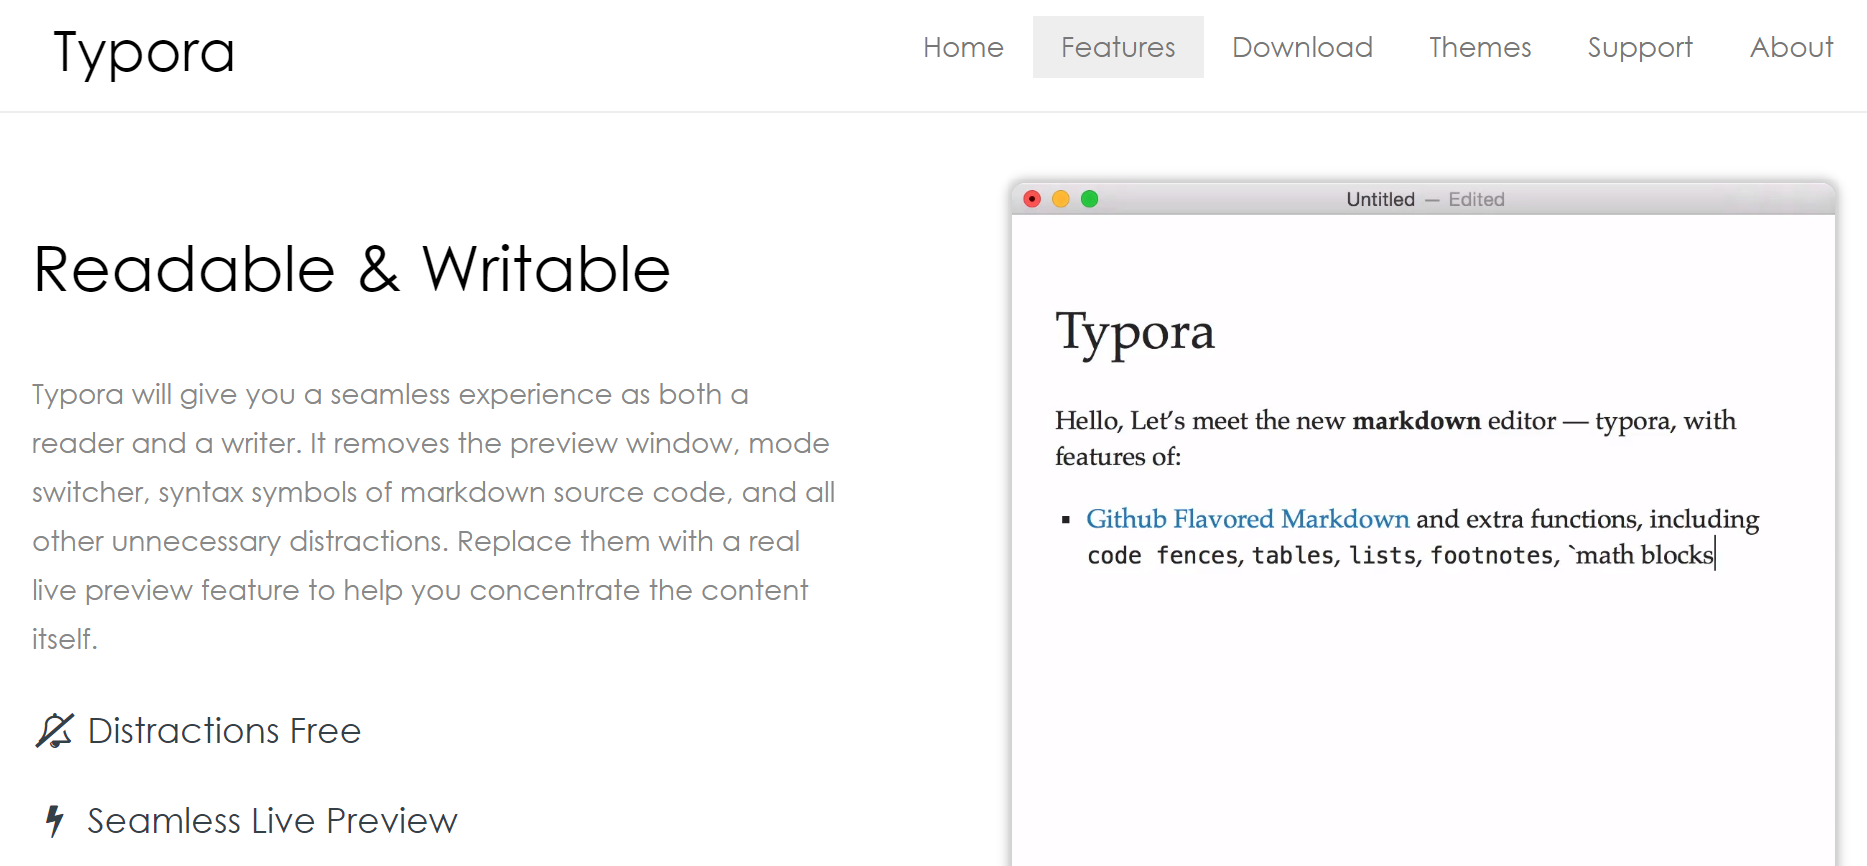 Typora
Home Features Download Themes Support About
Readable & Writable
Typora will give you a seamless experience as both a
reader and a writer. It removes the preview window, mode
switcher, syntax symbols of markdown source code, and all
other unnecessary distractions. Replace them with a real
live preview feature to help you concentrate the content
itself.
Distractions Free
Seamless Live Preview
Untitled — Edited
Typora
Hello, Let’s meet the new markdown editor — typora, with
features of:
▪ Github Flavored Markdown and extra functions, including
code fences, tables, lists, footnotes, `math blocks